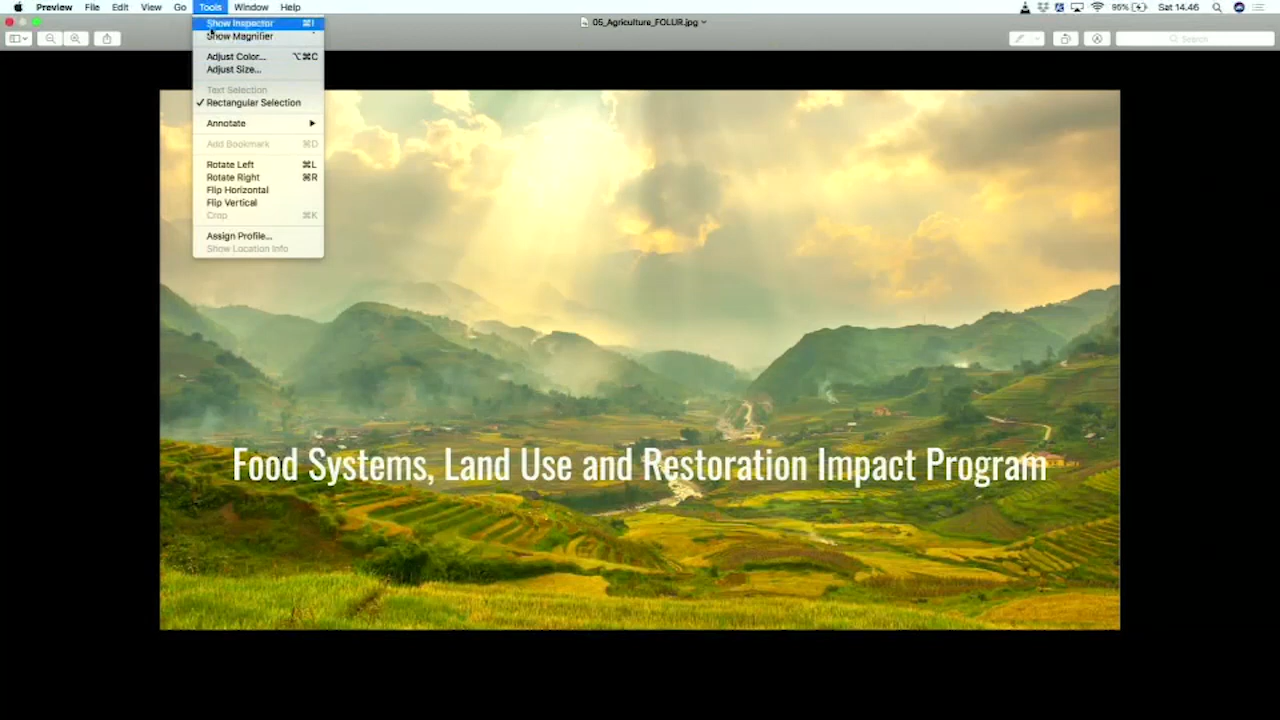 Preview File Edit View Go Tools Window Help 95% Sat 14.46
05_Agriculture_FOLUR.jpg
Search
Show Inspector ⌘I
Show Magnifier `
Adjust Color... ⌥⌘C
Adjust Size...
Text Selection
✓ Rectangular Selection
Annotate ▶
Add Bookmark ⌘D
Rotate Left ⌘L
Rotate Right ⌘R
Flip Horizontal
Flip Vertical
Crop ⌘K
Assign Profile...
Show Location Info
Food Systems, Land Use and Restoration Impact Program